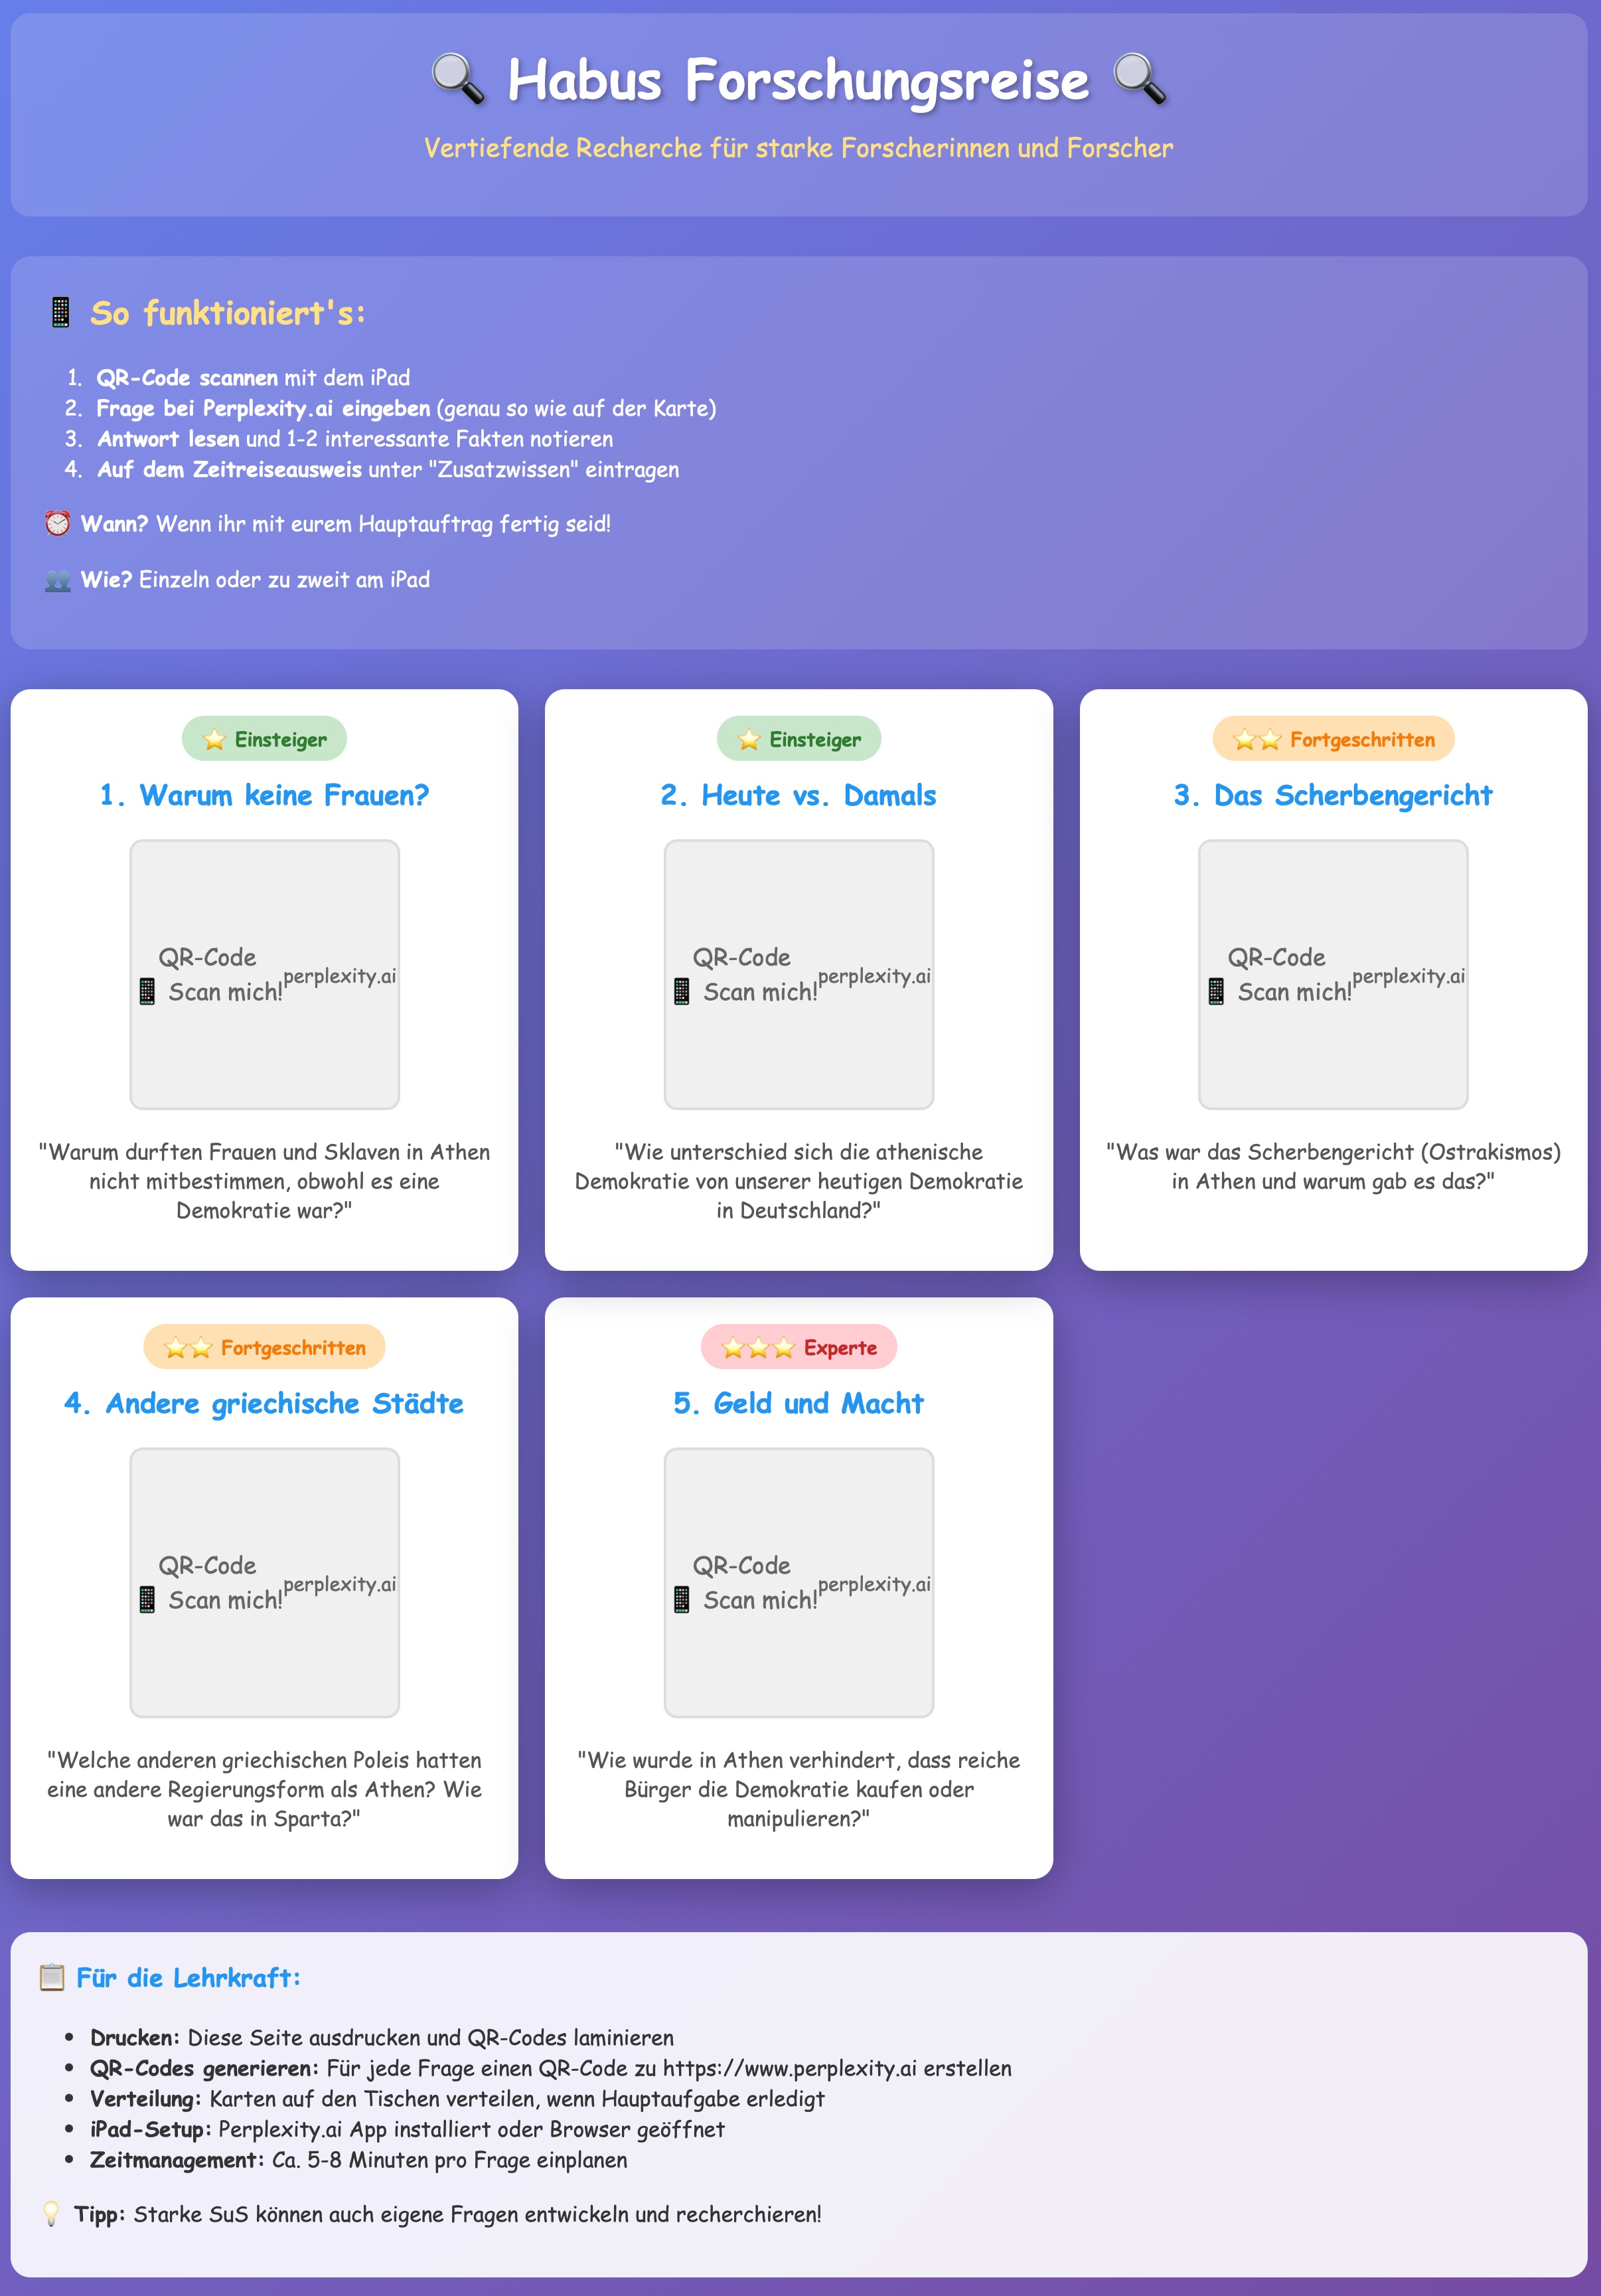 🔍 Habus Forschungsreise 🔍
Vertiefende Recherche für starke Forscherinnen und Forscher
📱 So funktioniert's:
1. QR-Code scannen mit dem iPad
2. Frage bei Perplexity.ai eingeben (genau so wie auf der Karte)
3. Antwort lesen und 1-2 interessante Fakten notieren
4. Auf dem Zeitreiseausweis unter "Zusatzwissen" eintragen
⏰ Wann? Wenn ihr mit eurem Hauptauftrag fertig seid!
👥 Wie? Einzeln oder zu zweit am iPad
⭐ Einsteiger
1. Warum keine Frauen?
QR-Code
📱 Scan mich!
perplexity.ai
"Warum durften Frauen und Sklaven in Athen
nicht mitbestimmen, obwohl es eine
Demokratie war?"
⭐ Einsteiger
2. Heute vs. Damals
QR-Code
📱 Scan mich!
perplexity.ai
"Wie unterschied sich die athenische
Demokratie von unserer heutigen Demokratie
in Deutschland?"
⭐⭐ Fortgeschritten
3. Das Scherbengericht
QR-Code
📱 Scan mich!
perplexity.ai
"Was war das Scherbengericht (Ostrakismos)
in Athen und warum gab es das?"
⭐⭐ Fortgeschritten
4. Andere griechische Städte
QR-Code
📱 Scan mich!
perplexity.ai
"Welche anderen griechischen Poleis hatten
eine andere Regierungsform als Athen? Wie
war das in Sparta?"
⭐⭐⭐ Experte
5. Geld und Macht
QR-Code
📱 Scan mich!
perplexity.ai
"Wie wurde in Athen verhindert, dass reiche
Bürger die Demokratie kaufen oder
manipulieren?"
📋 Für die Lehrkraft:
• Drucken: Diese Seite ausdrucken und QR-Codes laminieren
• QR-Codes generieren: Für jede Frage einen QR-Code zu https://www.perplexity.ai erstellen
• Verteilung: Karten auf den Tischen verteilen, wenn Hauptaufgabe erledigt
• iPad-Setup: Perplexity.ai App installiert oder Browser geöffnet
• Zeitmanagement: Ca. 5-8 Minuten pro Frage einplanen
💡 Tipp: Starke SuS können auch eigene Fragen entwickeln und recherchieren!